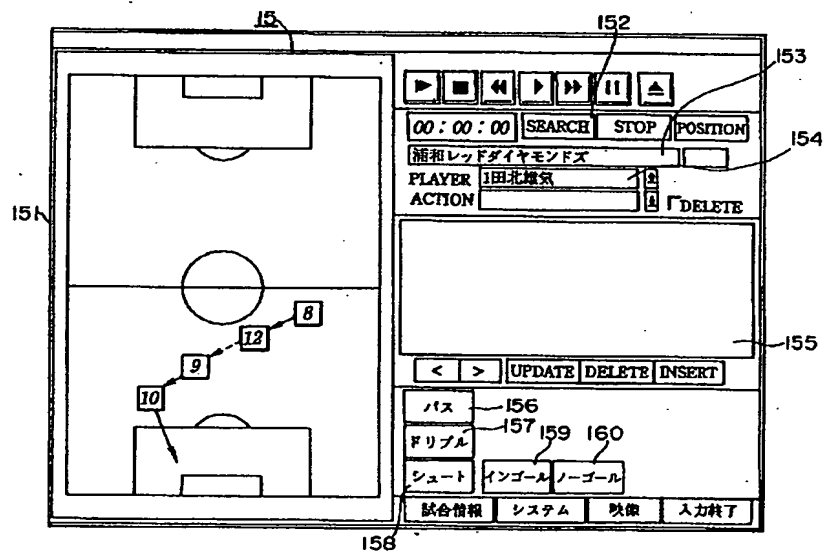 15
152
153
154
151
00:00:00 SEARCH STOP POSITION
浦和レッドダイヤモンズ
PLAYER 1田北雄気
ACTION DELETE
8
12
9
10
155
< > UPDATE DELETE INSERT
パス 156
157
ドリブル 159 160
シュート インゴール ノーゴール
試合情報 システム 映像 入力終了
158